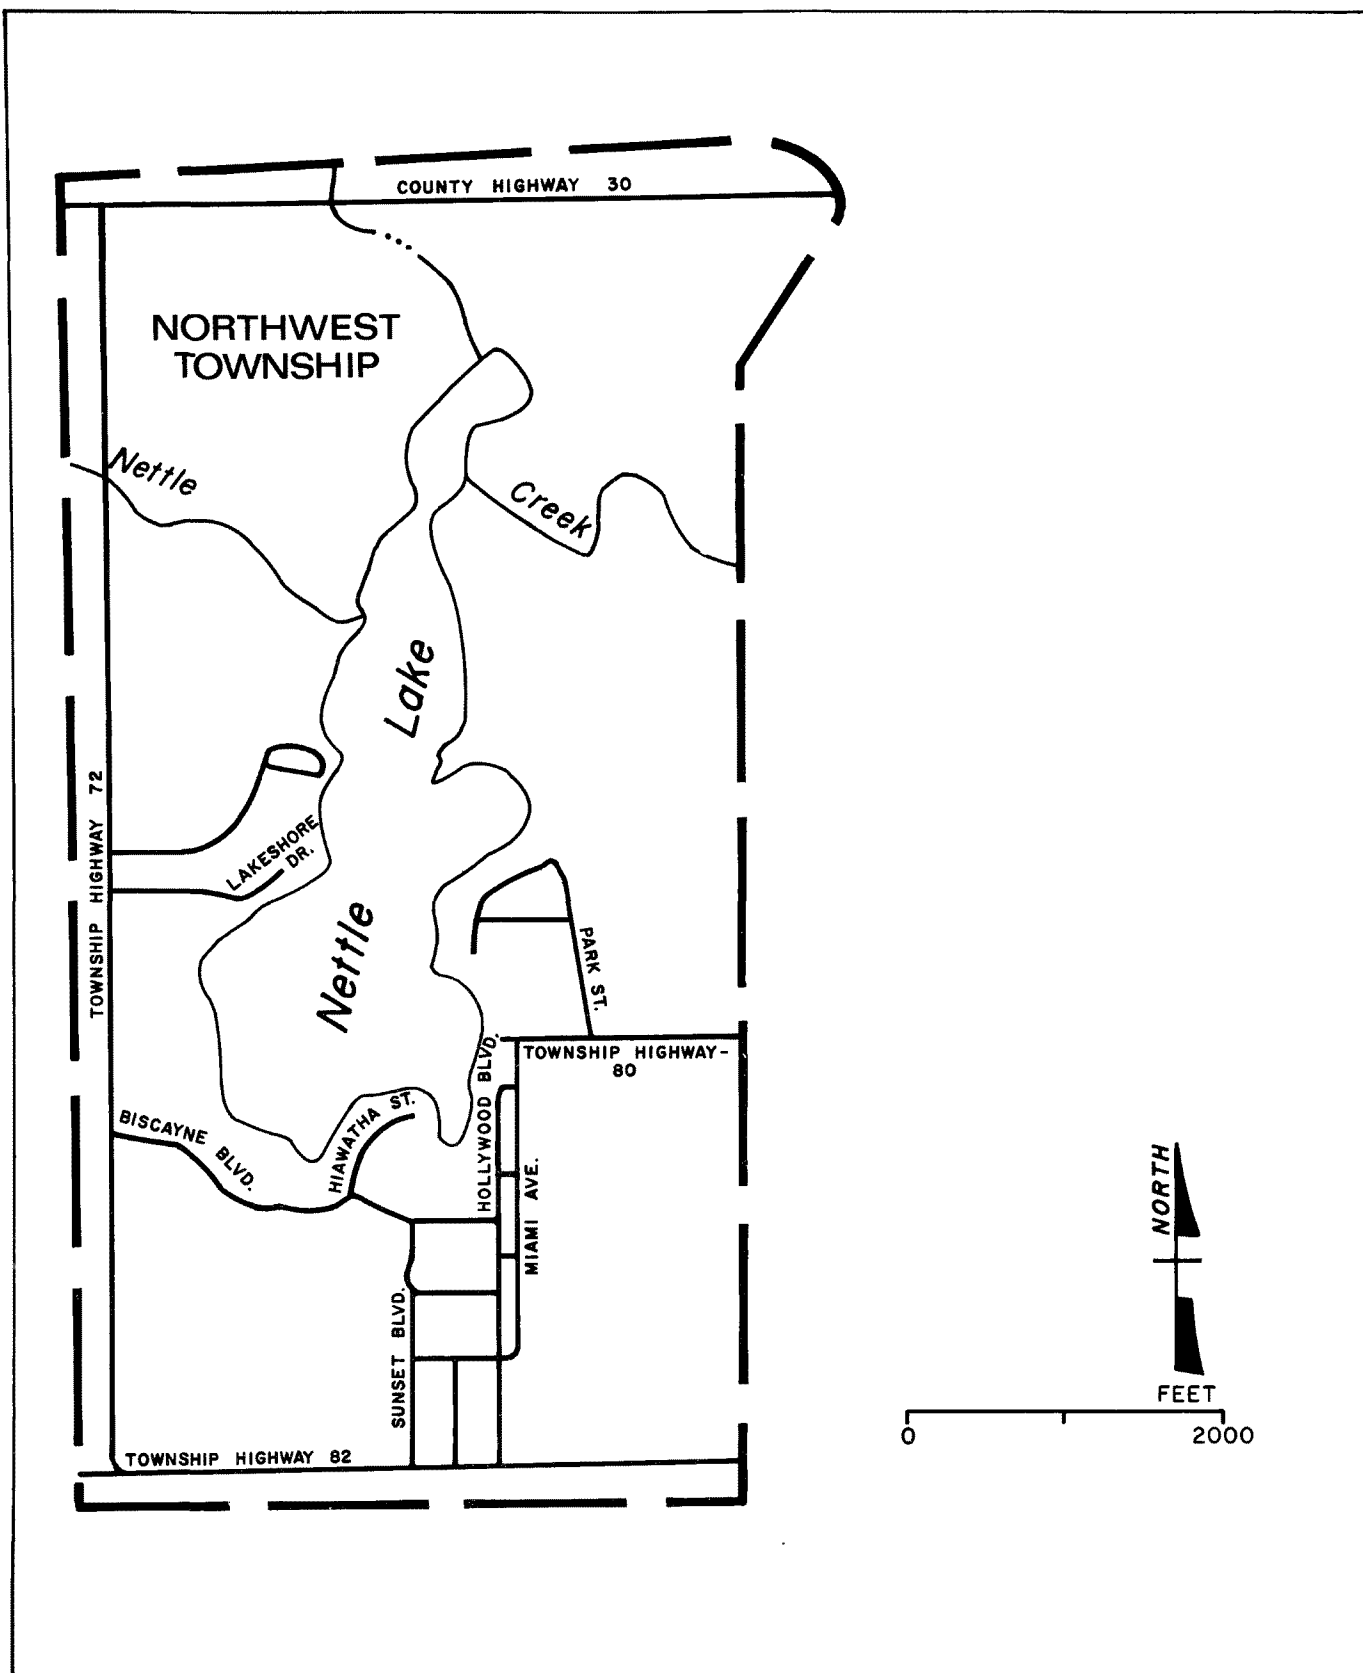 COUNTY HIGHWAY 30
NORTHWEST
TOWNSHIP
Nettle
Creek
Lake
TOWNSHIP HIGHWAY 72
LAKESHORE
DR.
Nettle
PARK ST.
HOLLYWOOD BLVD.
TOWNSHIP HIGHWAY-
80
BISCAYNE BLVD.
HIAWATHA ST.
MIAMI AVE.
SUNSET BLVD.
TOWNSHIP HIGHWAY 82
NORTH
FEET
0 2000